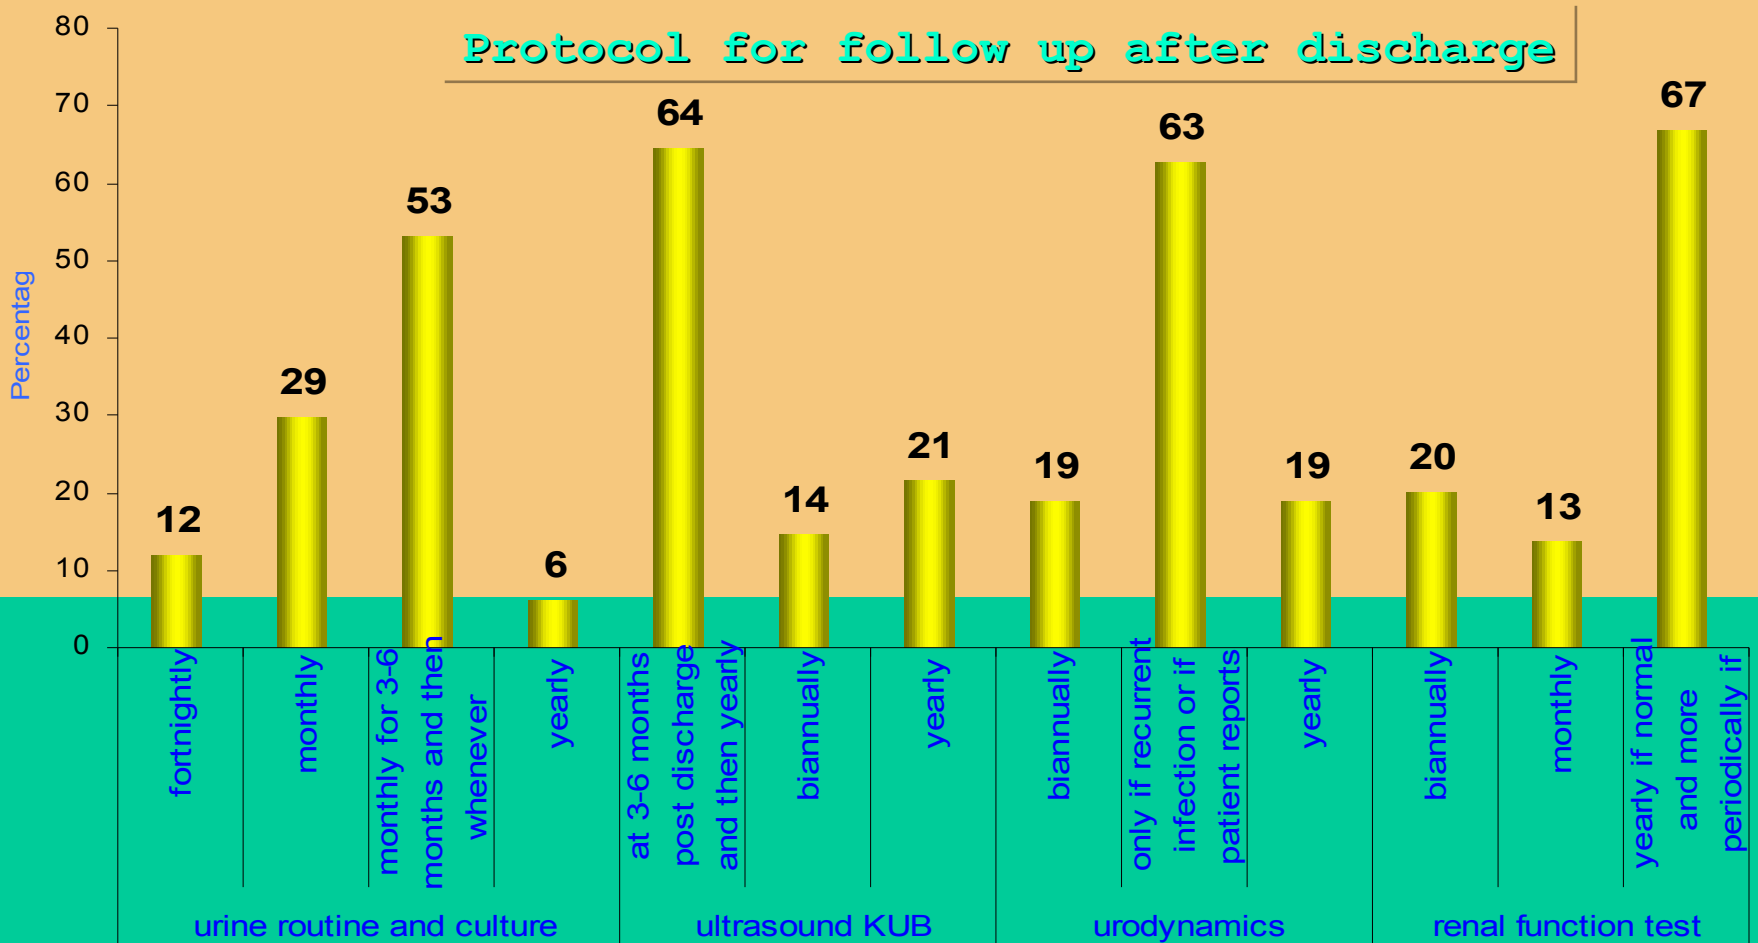 Protocol for follow up after discharge
Percentag
80
70
60
50
40
30
20
10
0
12
29
53
6
64
14
21
19
63
19
20
13
67
fortnightly
monthly
monthly for 3-6
months and then
whenever
yearly
at 3-6 months
post discharge
and then yearly
biannually
yearly
biannually
only if recurrent
infection or if
patient reports
yearly
biannually
monthly
yearly if normal
and more
periodically if
urine routine and culture
ultrasound KUB
urodynamics
renal function test